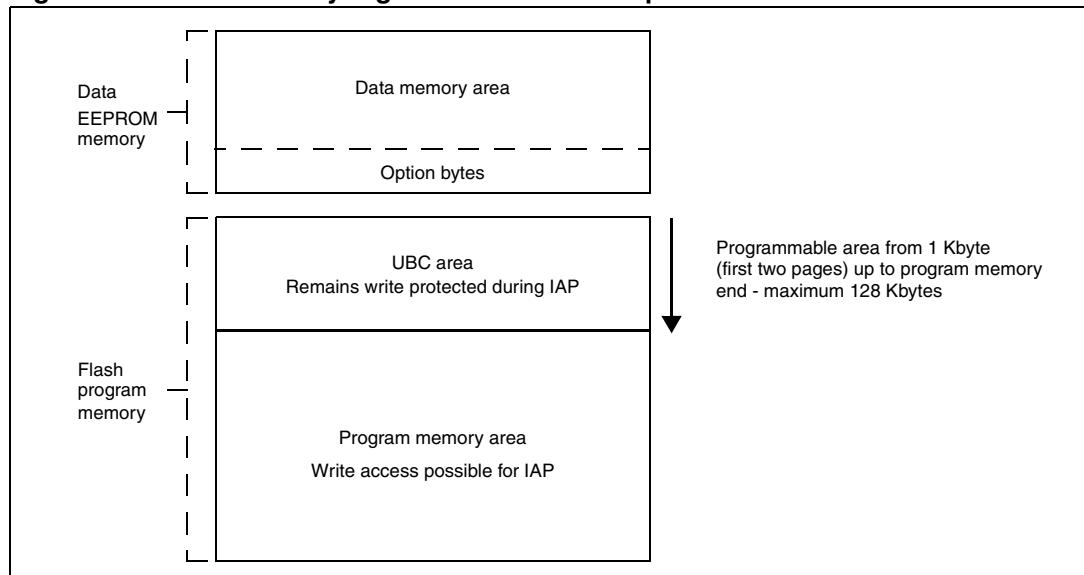 Data memory area
Data
EEPROM
memory
Option bytes
UBC area
Remains write protected during IAP
Programmable area from 1 Kbyte
(first two pages) up to program memory
end - maximum 128 Kbytes
Flash
program
memory
Program memory area
Write access possible for IAP